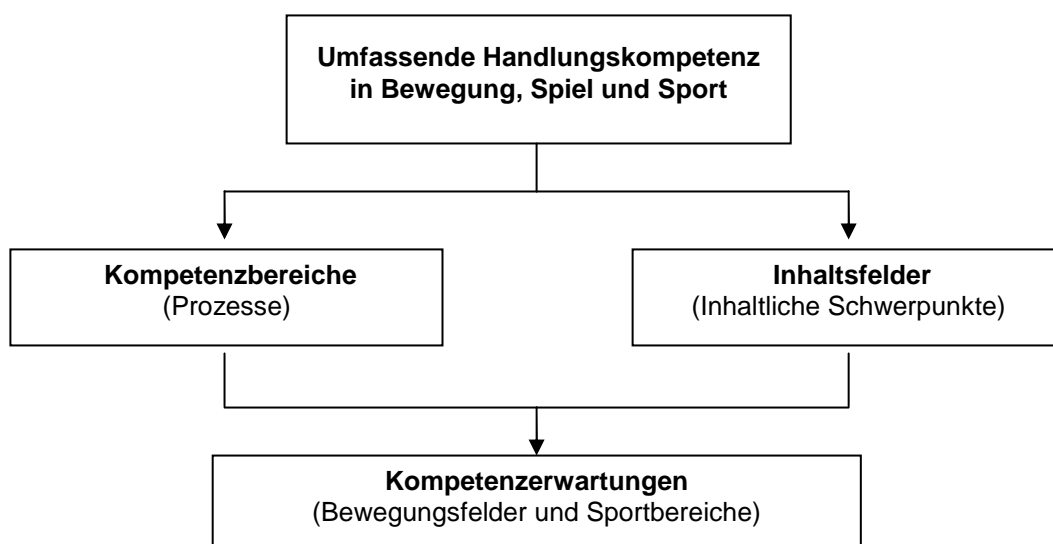 Umfassende Handlungskompetenz
in Bewegung, Spiel und Sport
Kompetenzbereiche
(Prozesse)
Inhaltsfelder
(Inhaltliche Schwerpunkte)
Kompetenzerwartungen
(Bewegungsfelder und Sportbereiche)